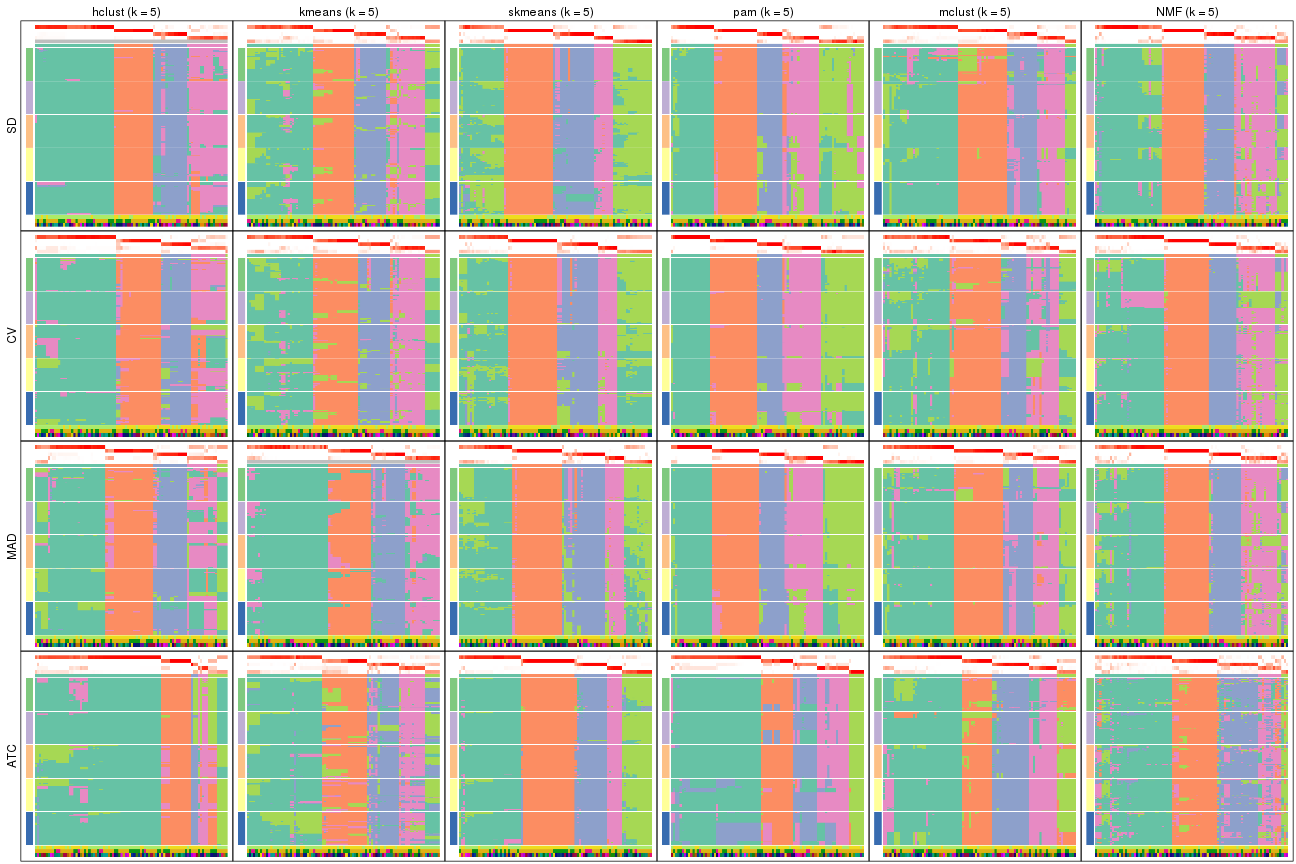 hclust (k = 5)
kmeans (k = 5)
skmeans (k = 5)
pam (k = 5)
mclust (k = 5)
NMF (k = 5)
SD
CV
MAD
ATC